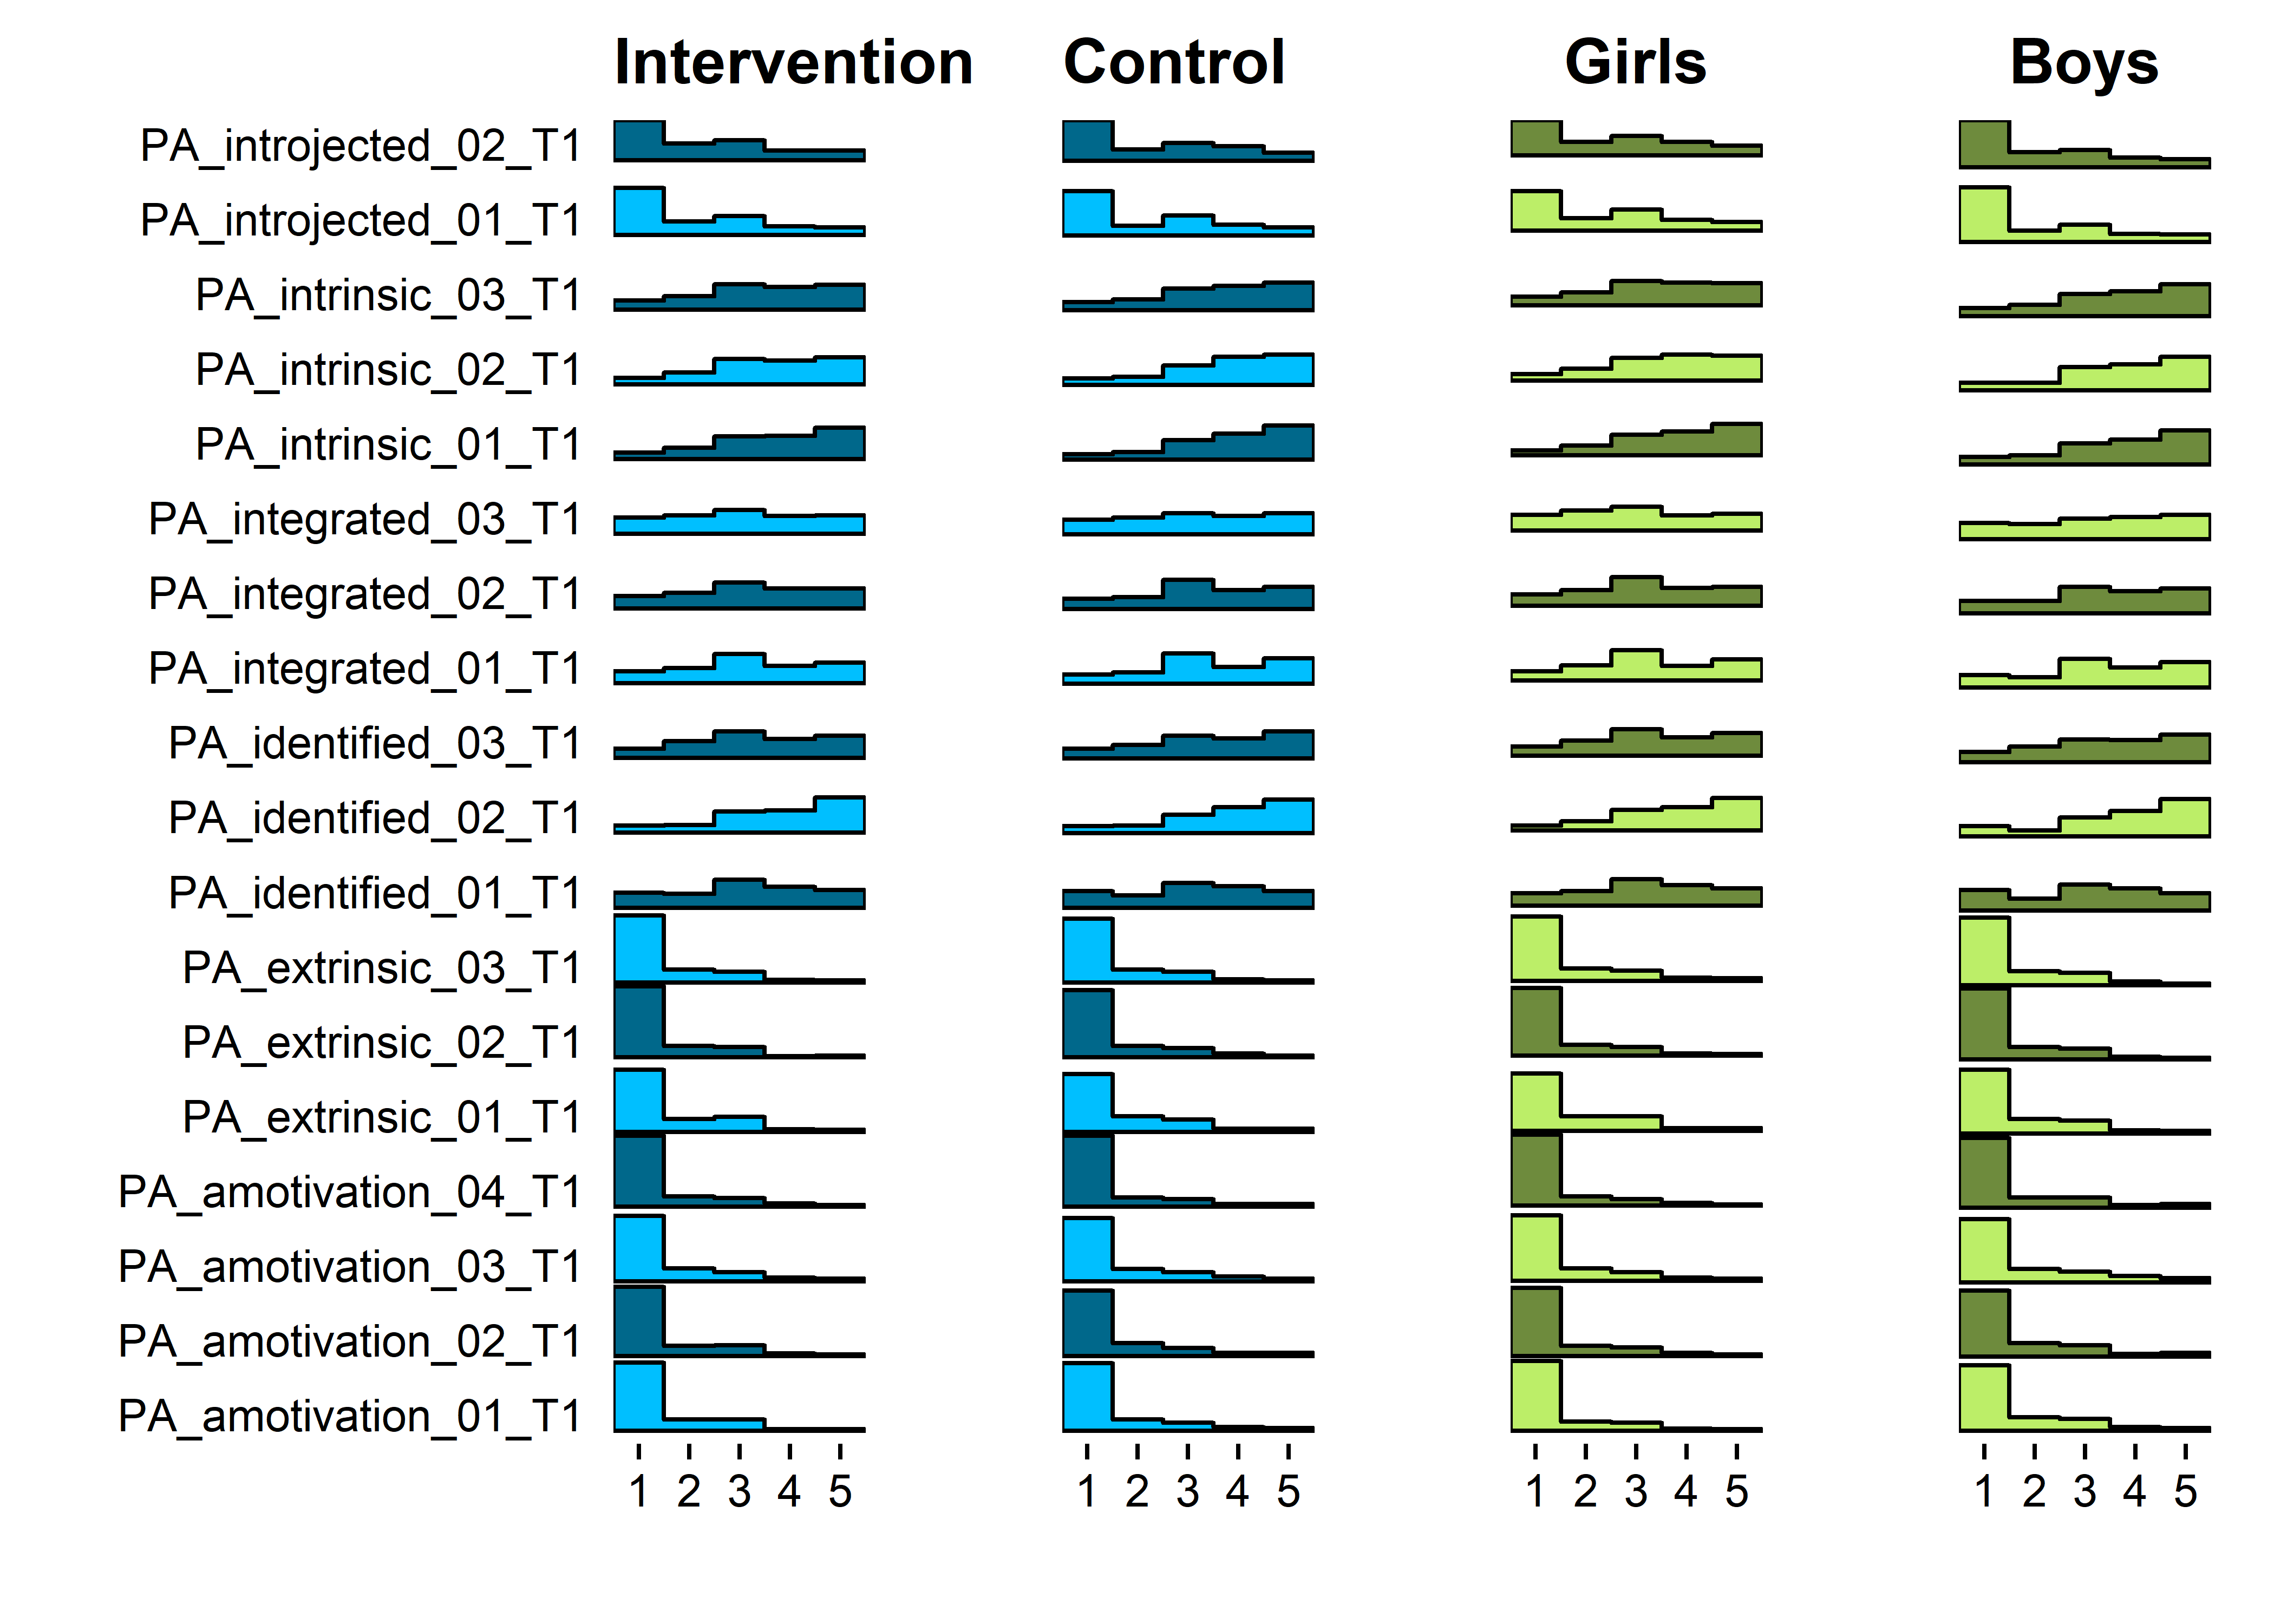 Intervention Control Girls Boys
PA_introjected_02_T1
PA_introjected_01_T1
PA_intrinsic_03_T1
PA_intrinsic_02_T1
PA_intrinsic_01_T1
PA_integrated_03_T1
PA_integrated_02_T1
PA_integrated_01_T1
PA_identified_03_T1
PA_identified_02_T1
PA_identified_01_T1
PA_extrinsic_03_T1
PA_extrinsic_02_T1
PA_extrinsic_01_T1
PA_amotivation_04_T1
PA_amotivation_03_T1
PA_amotivation_02_T1
PA_amotivation_01_T1
1 2 3 4 5 1 2 3 4 5 1 2 3 4 5 1 2 3 4 5